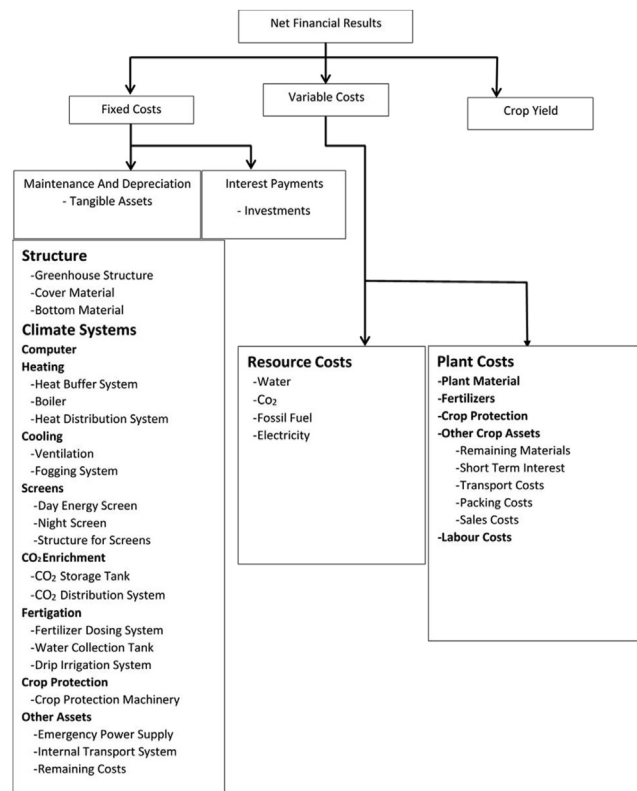 Net Financial Results
Fixed Costs
Variable Costs
Crop Yield
Maintenance And Depreciation
- Tangible Assets
Interest Payments
- Investments
Structure
-Greenhouse Structure
-Cover Material
-Bottom Material
Climate Systems
Computer
Heating
-Heat Buffer System
-Boiler
-Heat Distribution System
Cooling
-Ventilation
-Fogging System
Screens
-Day Energy Screen
-Night Screen
-Structure for Screens
CO₂ Enrichment
-CO₂ Storage Tank
-CO₂ Distribution System
Fertigation
-Fertilizer Dosing System
-Water Collection Tank
-Drip Irrigation System
Crop Protection
-Crop Protection Machinery
Other Assets
-Emergency Power Supply
-Internal Transport System
-Remaining Costs
Resource Costs
-Water
-Co₂
-Fossil Fuel
-Electricity
Plant Costs
-Plant Material
-Fertilizers
-Crop Protection
-Other Crop Assets
-Remaining Materials
-Short Term Interest
-Transport Costs
-Packing Costs
-Sales Costs
-Labour Costs